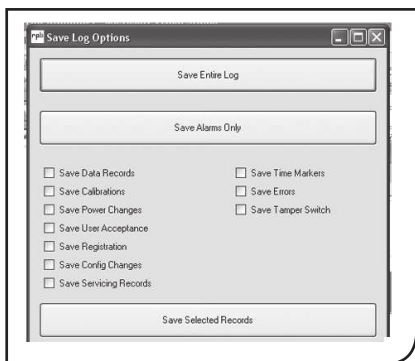 rpli Save Log Options
Save Entire Log
Save Alarms Only
Save Data Records
Save Calibrations
Save Power Changes
Save User Acceptance
Save Registration
Save Config Changes
Save Servicing Records
Save Time Markers
Save Errors
Save Tamper Switch
Save Selected Records